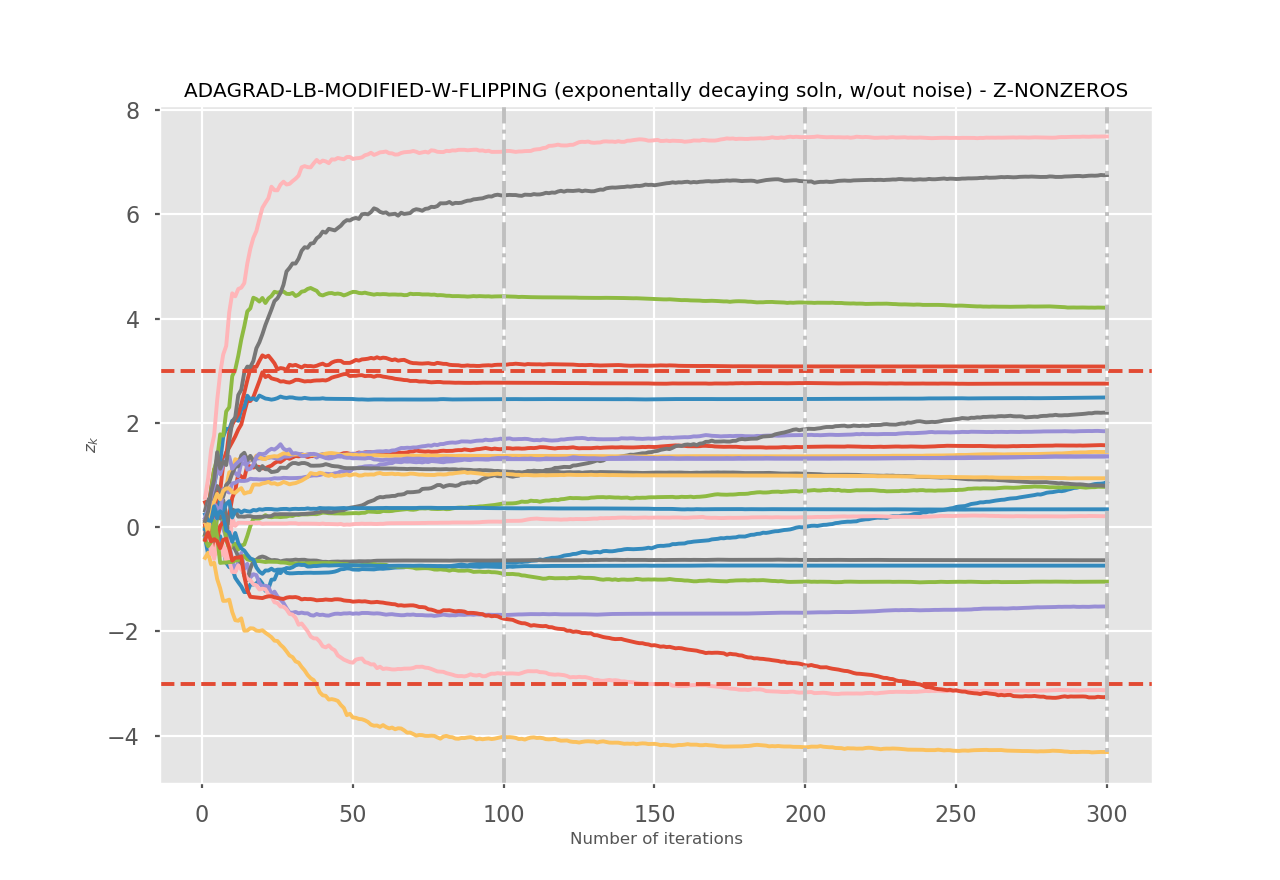 ADAGRAD-LB-MODIFIED-W-FLIPPING (exponentially decaying soln, w/out noise) - Z-NONZEROS
8
6
4
2
0
−2
−4
z_k
0 50 100 150 200 250 300
Number of iterations